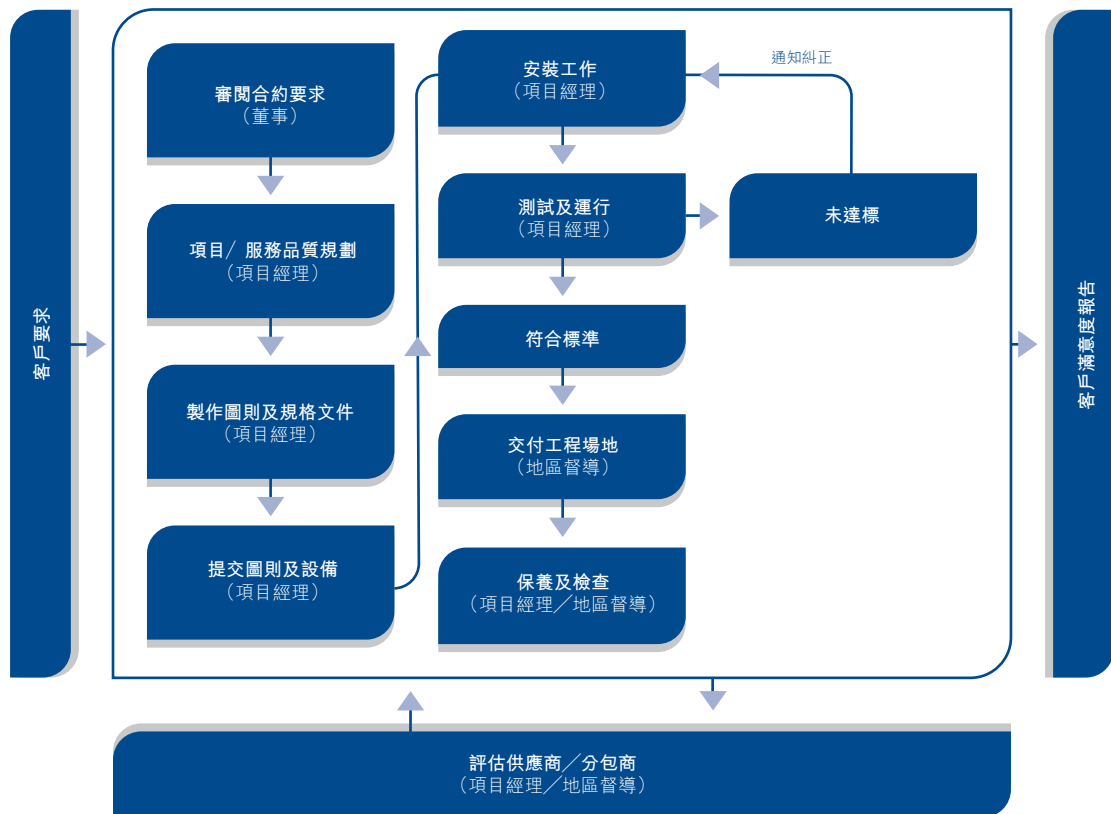 客戶要求
審閱合約要求
（董事）
項目／服務品質規劃
（項目經理）
製作圖則及規格文件
（項目經理）
提交圖則及設備
（項目經理）
安裝工作
（項目經理）
通知糾正
測試及運行
（項目經理）
未達標
符合標準
交付工程場地
（地區督導）
保養及檢查
（項目經理／地區督導）
客戶滿意度報告
評估供應商／分包商
（項目經理／地區督導）